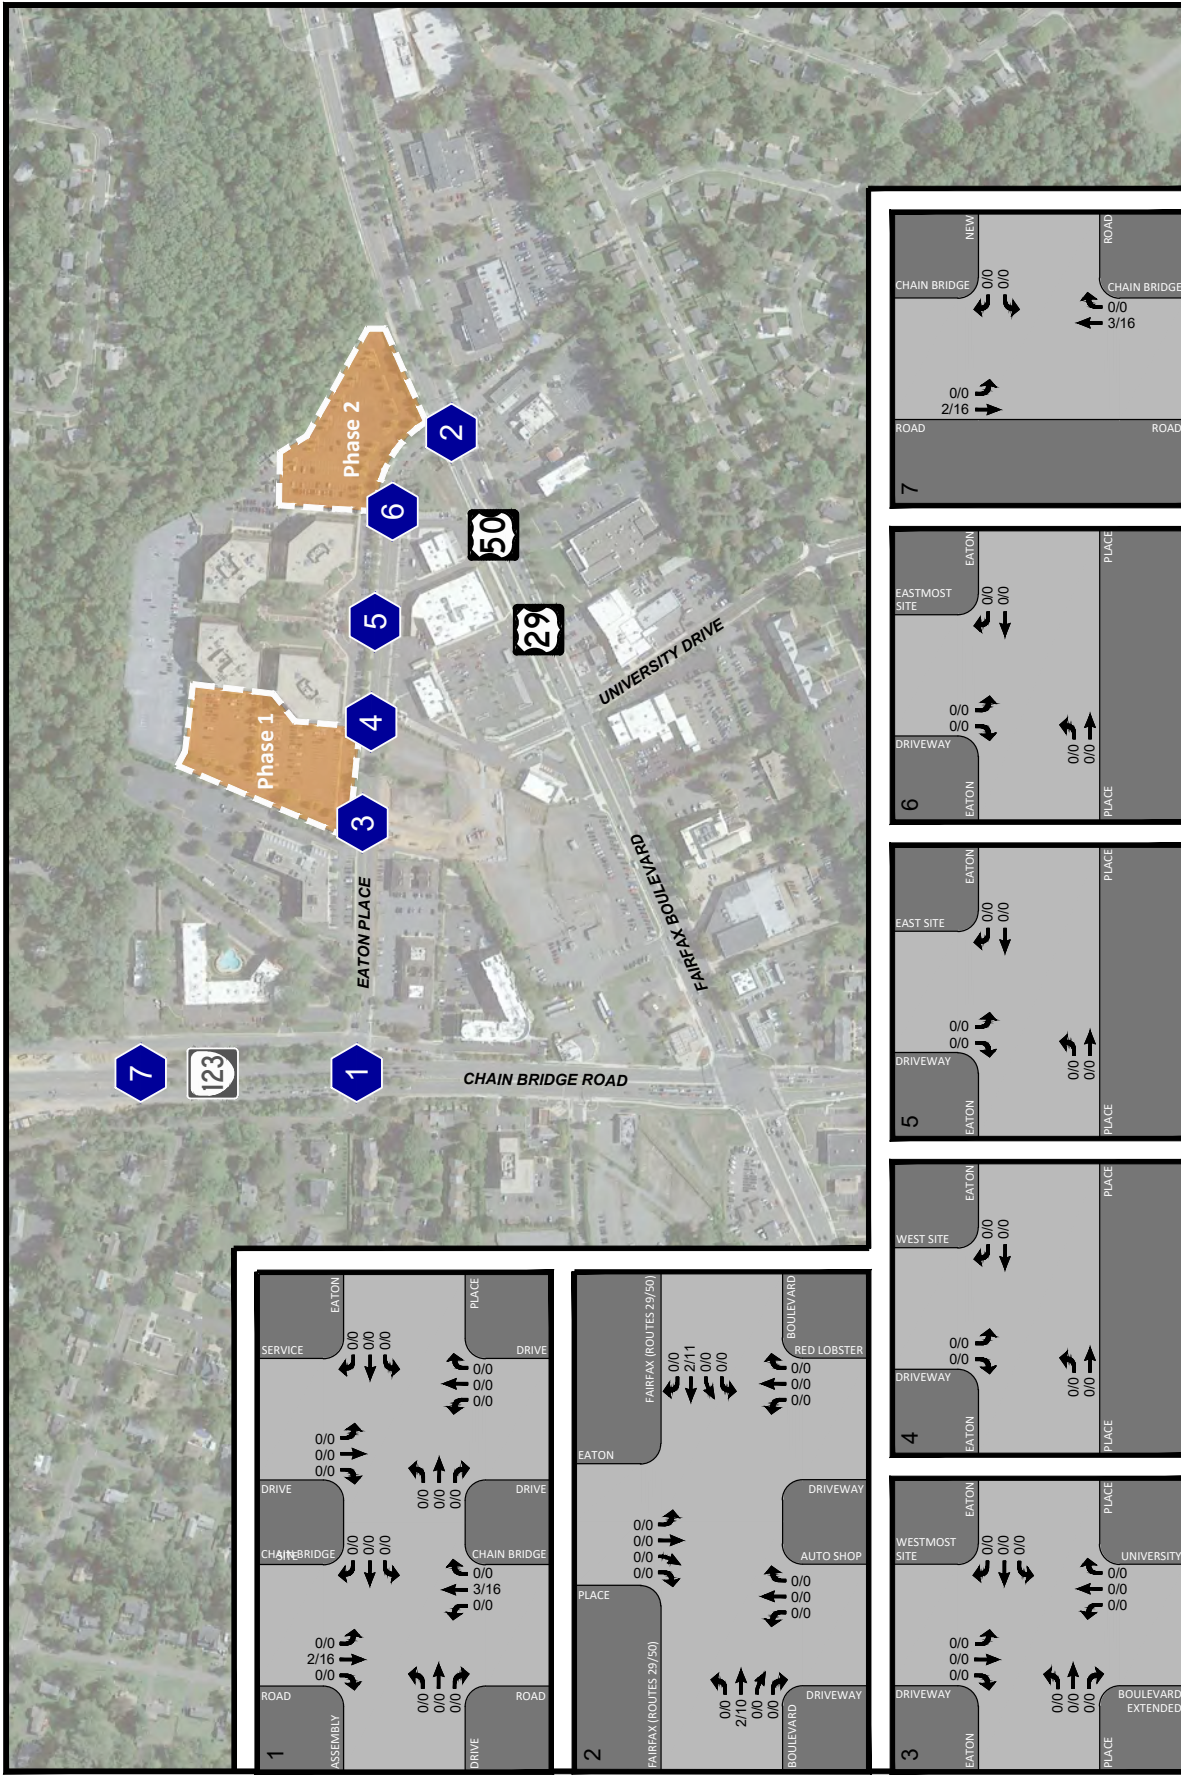 Phase 1
Phase 2
7
123
1
3
4
5
6
2
50
29
EATON PLACE
CHAIN BRIDGE ROAD
FAIRFAX BOULEVARD
UNIVERSITY DRIVE
1
ROAD
ASSEMBLY
DRIVE
ROAD
CHAIN BRIDGE
SITE
DRIVE
CHAIN BRIDGE
DRIVE
SERVICE
EATON
PLACE
DRIVE
0/0
2/16
0/0
0/0
0/0
0/0
0/0
0/0
0/0
0/0
3/16
0/0
0/0
0/0
0/0
0/0
0/0
0/0
0/0
0/0
0/0
0/0
0/0
0/0
2
FAIRFAX (ROUTES 29/50)
PLACE
EATON
FAIRFAX (ROUTES 29/50)
BOULEVARD
DRIVEWAY
AUTO SHOP
DRIVEWAY
RED LOBSTER
BOULEVARD
0/0
0/0
0/0
0/0
0/0
2/11
0/0
0/0
0/0
2/10
0/0
0/0
0/0
0/0
0/0
0/0
0/0
0/0
3
DRIVEWAY
EATON
WESTMOST
SITE
EATON
PLACE
BOULEVARD
EXTENDED
UNIVERSITY
PLACE
0/0
0/0
0/0
0/0
0/0
0/0
0/0
0/0
0/0
0/0
0/0
0/0
4
DRIVEWAY
EATON
WEST SITE
EATON
PLACE
PLACE
0/0
0/0
0/0
0/0
0/0
0/0
5
DRIVEWAY
EATON
EAST SITE
EATON
PLACE
PLACE
0/0
0/0
0/0
0/0
0/0
0/0
6
DRIVEWAY
EATON
EASTMOST
SITE
EATON
PLACE
PLACE
0/0
0/0
0/0
0/0
0/0
0/0
7
ROAD
CHAIN BRIDGE
NEW
ROAD
CHAIN BRIDGE
ROAD
0/0
2/16
0/0
0/0
0/0
3/16